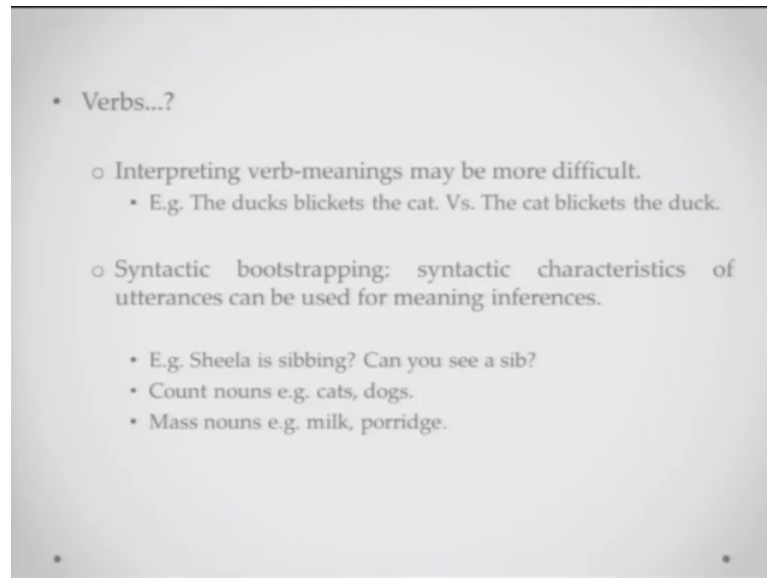 • Verbs...?
o Interpreting verb-meanings may be more difficult.
• E.g. The ducks blickets the cat. Vs. The cat blickets the duck.
o Syntactic bootstrapping: syntactic characteristics of
utterances can be used for meaning inferences.
• E.g. Sheela is sibbing? Can you see a sib?
• Count nouns e.g. cats, dogs.
• Mass nouns e.g. milk, porridge.